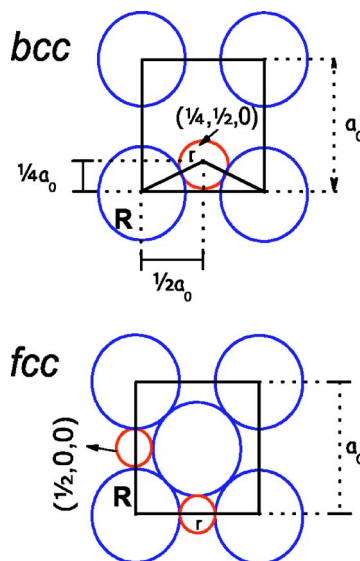 bcc
(¼,½,0)
r
¼a₀
a₀
R
½a₀
fcc
(½,0,0)
a₀
R
r